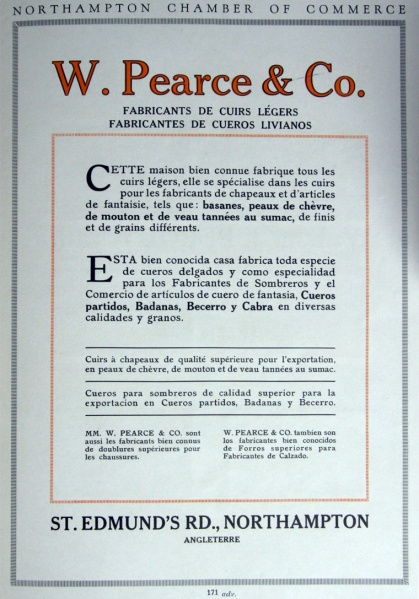 NORTHAMPTON CHAMBER OF COMMERCE
W. Pearce & Co.
FABRICANTS DE CUIRS LÉGERS
FABRICANTES DE CUEROS LIVIANOS
CETTE maison bien connue fabrique tous les
cuirs légers, elle se spécialise dans les cuirs
pour les fabricants de chapeaux et d'articles
de fantaisie, tels que: basanes, peaux de chèvre,
de mouton et de veau tannées au sumac, de finis
et de grains différents.
ESTA bien conocida casa fabrica toda especie
de cueros delgados y como especialidad
para los Fabricantes de Sombreros y el
Comercio de artículos de cuero de fantasia, Cueros
partidos, Badanas, Becerro y Cabra en diversas
calidades y granos.
Cuirs à chapeaux de qualité supérieure pour l'exportation,
en peaux de chèvre, de mouton et de veau tannées au sumac.
Cueros para sombreros de calidad superior para la
exportacion en Cueros partidos, Badanas y Becerro.
MM. W. PEARCE & CO. sont
aussi les fabricants bien connus
de doublures supérieures pour
les chaussures.
W. PEARCE & CO. tambien son
los fabricantes bien conocidos
de Forros superiores para
Fabricantes de Calzado.
ST. EDMUND'S RD., NORTHAMPTON
ANGLETERRE
171 adv.